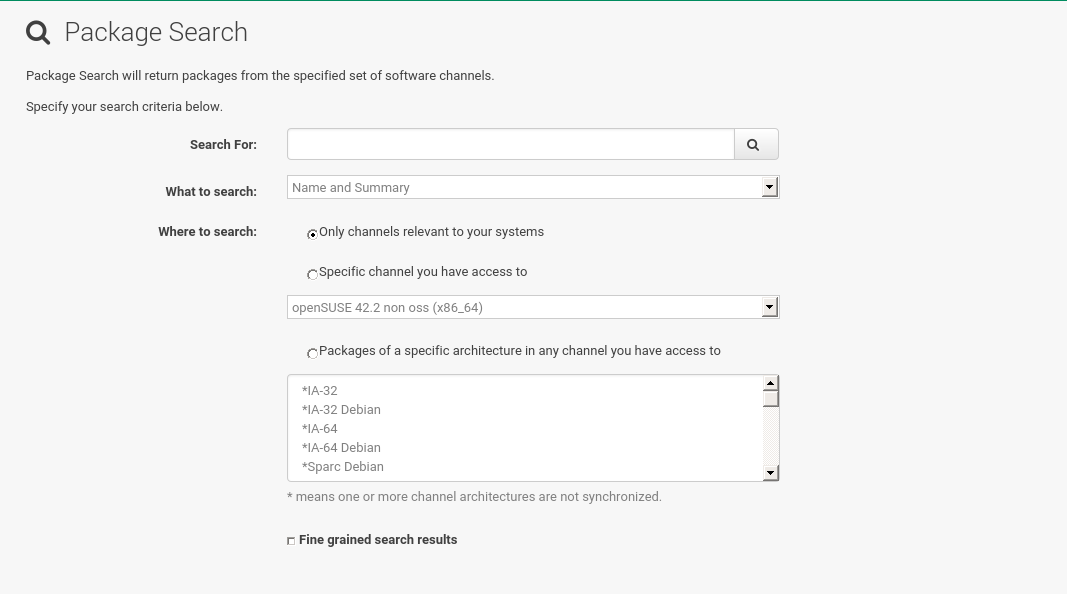 Package Search
Package Search will return packages from the specified set of software channels.
Specify your search criteria below.
Search For:
What to search:
Name and Summary
Where to search:
Only channels relevant to your systems
Specific channel you have access to
openSUSE 42.2 non oss (x86_64)
Packages of a specific architecture in any channel you have access to
*IA-32
*IA-32 Debian
*IA-64
*IA-64 Debian
*Sparc Debian
* means one or more channel architectures are not synchronized.
Fine grained search results